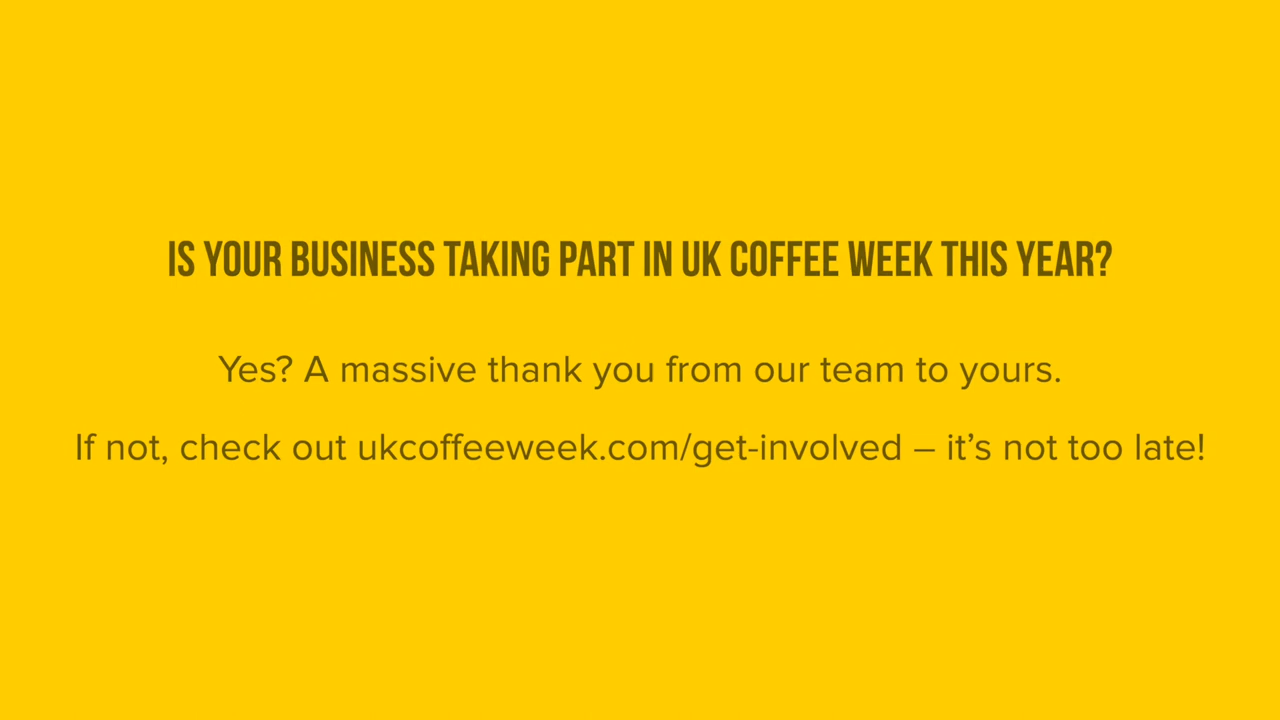 IS YOUR BUSINESS TAKING PART IN UK COFFEE WEEK THIS YEAR?
Yes? A massive thank you from our team to yours.
If not, check out ukcoffeeweek.com/get-involved – it’s not too late!